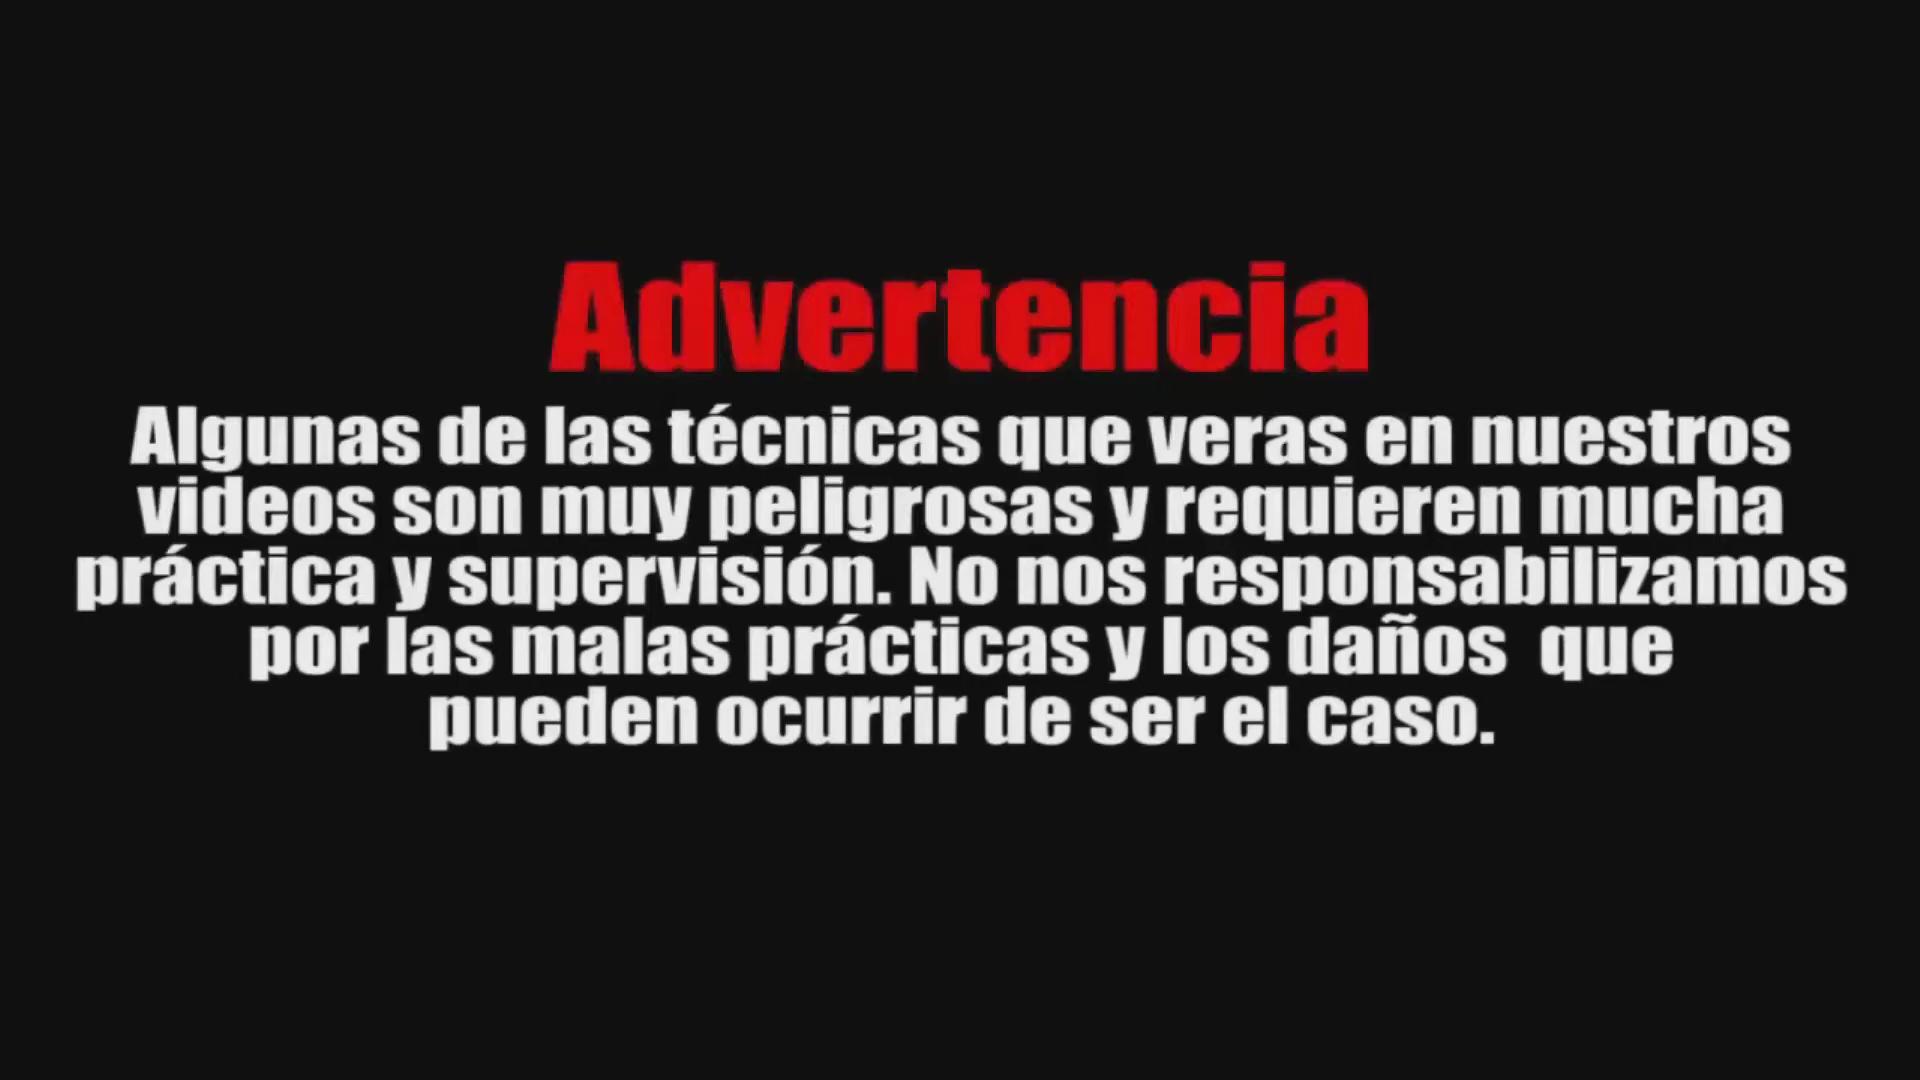 Advertencia
Algunas de las técnicas que veras en nuestros
videos son muy peligrosas y requieren mucha
práctica y supervisión. No nos responsabilizamos
por las malas prácticas y los daños  que
pueden ocurrir de ser el caso.